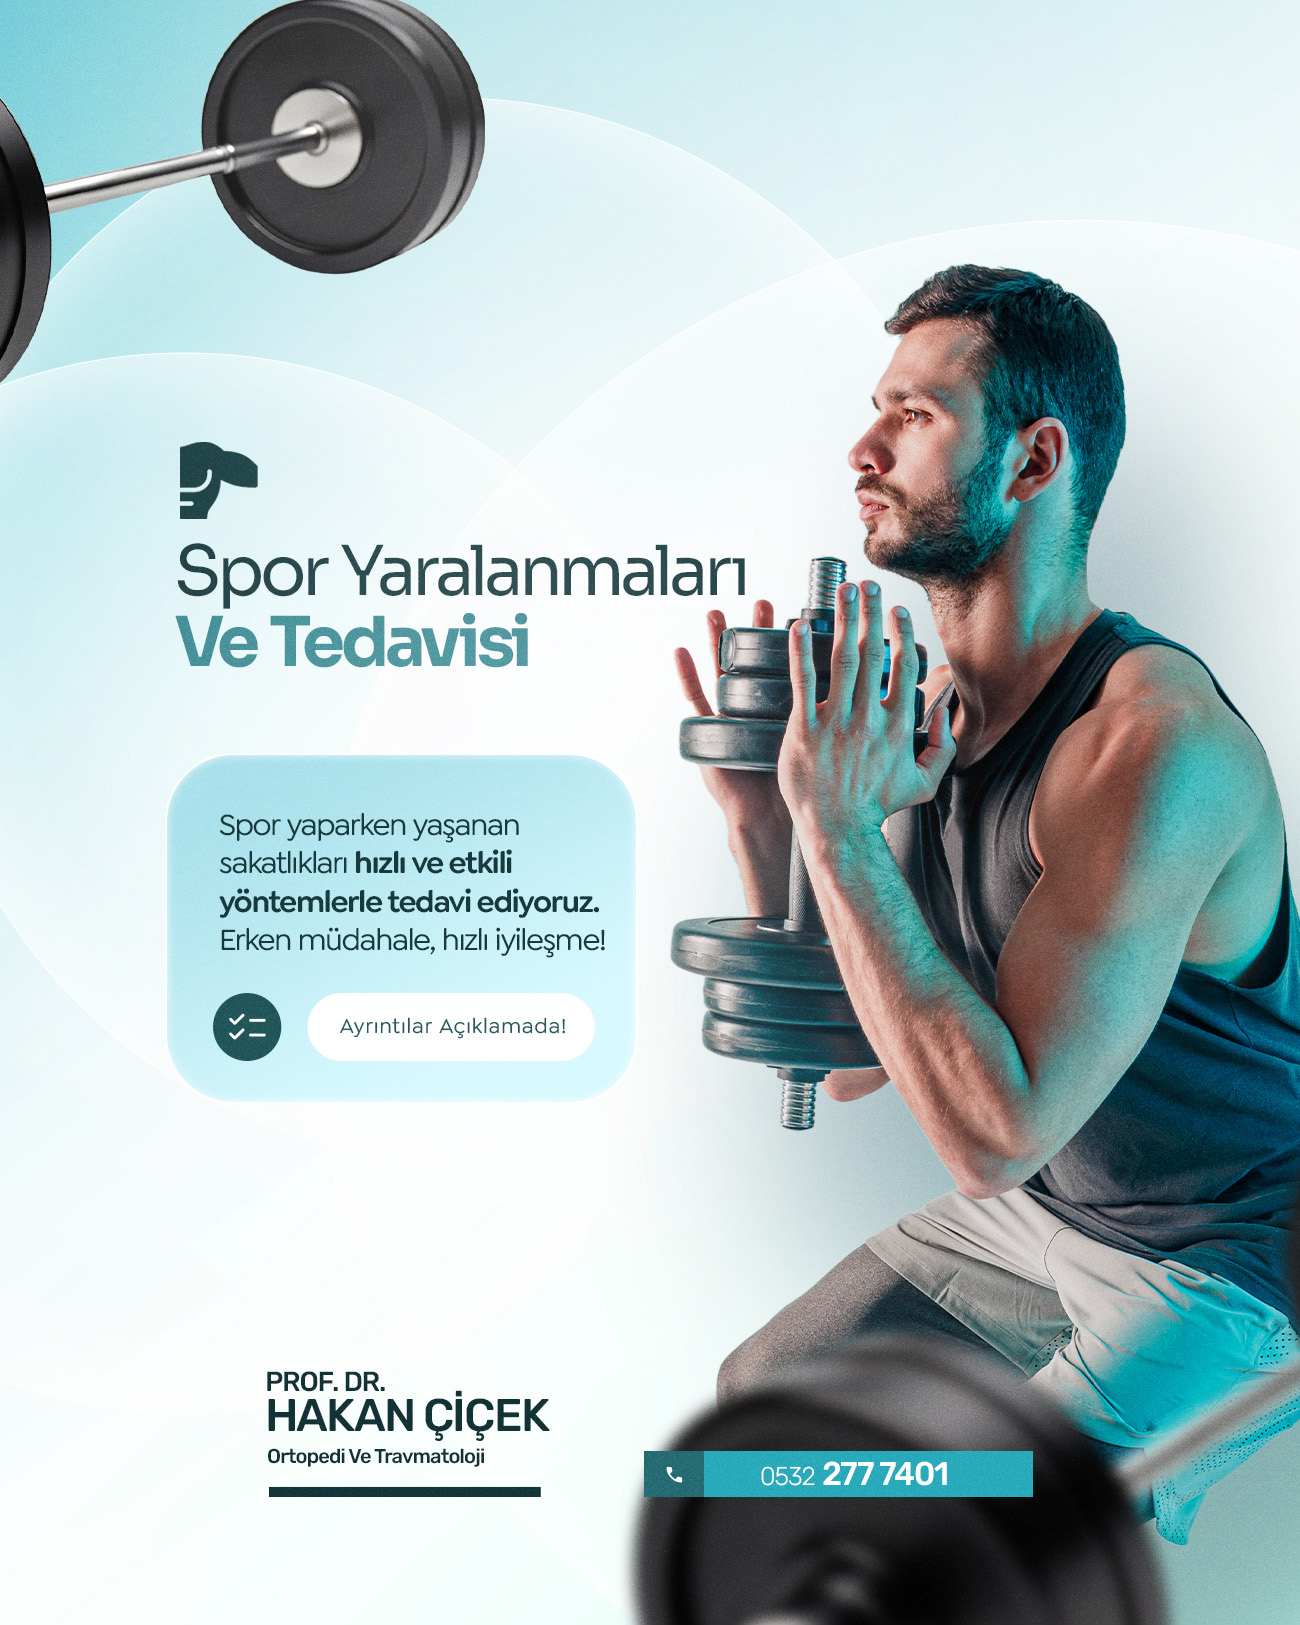 Spor Yaralanmaları
Ve Tedavisi
Spor yaparken yaşanan
sakatlıkları hızlı ve etkili
yöntemlerle tedavi ediyoruz.
Erken müdahale, hızlı iyileşme!
Ayrıntılar Açıklamada!
PROF. DR.
HAKAN ÇİÇEK
Ortopedi Ve Travmatoloji
0532 277 7401